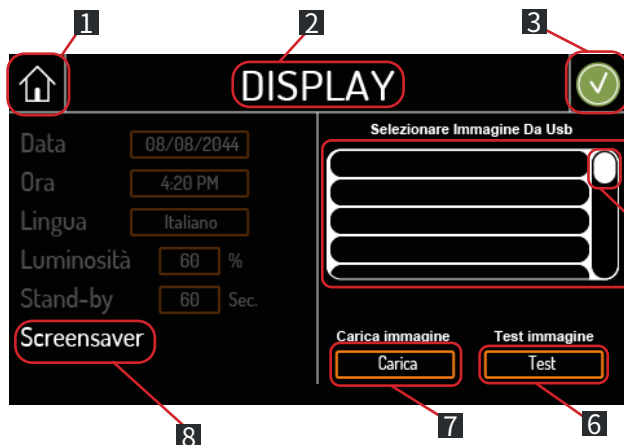 1 2 3
DISPLAY
Selezionare Immagine Da Usb
Data 08/08/2044
Ora 4:20 PM
Lingua Italiano
Luminosità 60 %
Stand-by 60 Sec.
Screensaver
Carica immagine Test immagine
Carica Test
8 7 6